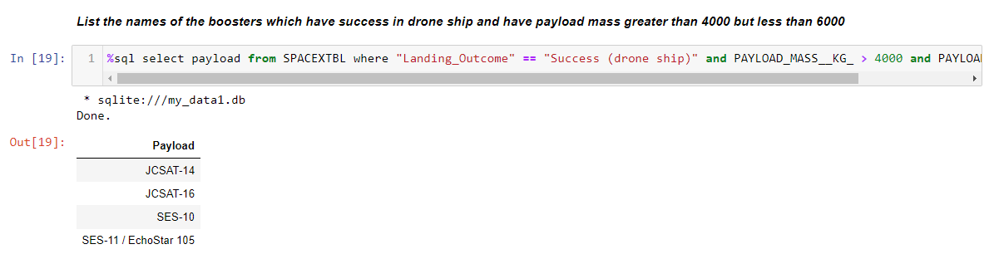 List the names of the boosters which have success in drone ship and have payload mass greater than 4000 but less than 6000
In [19]: 1 %sql select payload from SPACEXTBL where "Landing_Outcome" == "Success (drone ship)" and PAYLOAD_MASS__KG_ > 4000 and PAYLOA
* sqlite:///my_data1.db
Done.
Out[19]:
Payload
JCSAT-14
JCSAT-16
SES-10
SES-11 / EchoStar 105